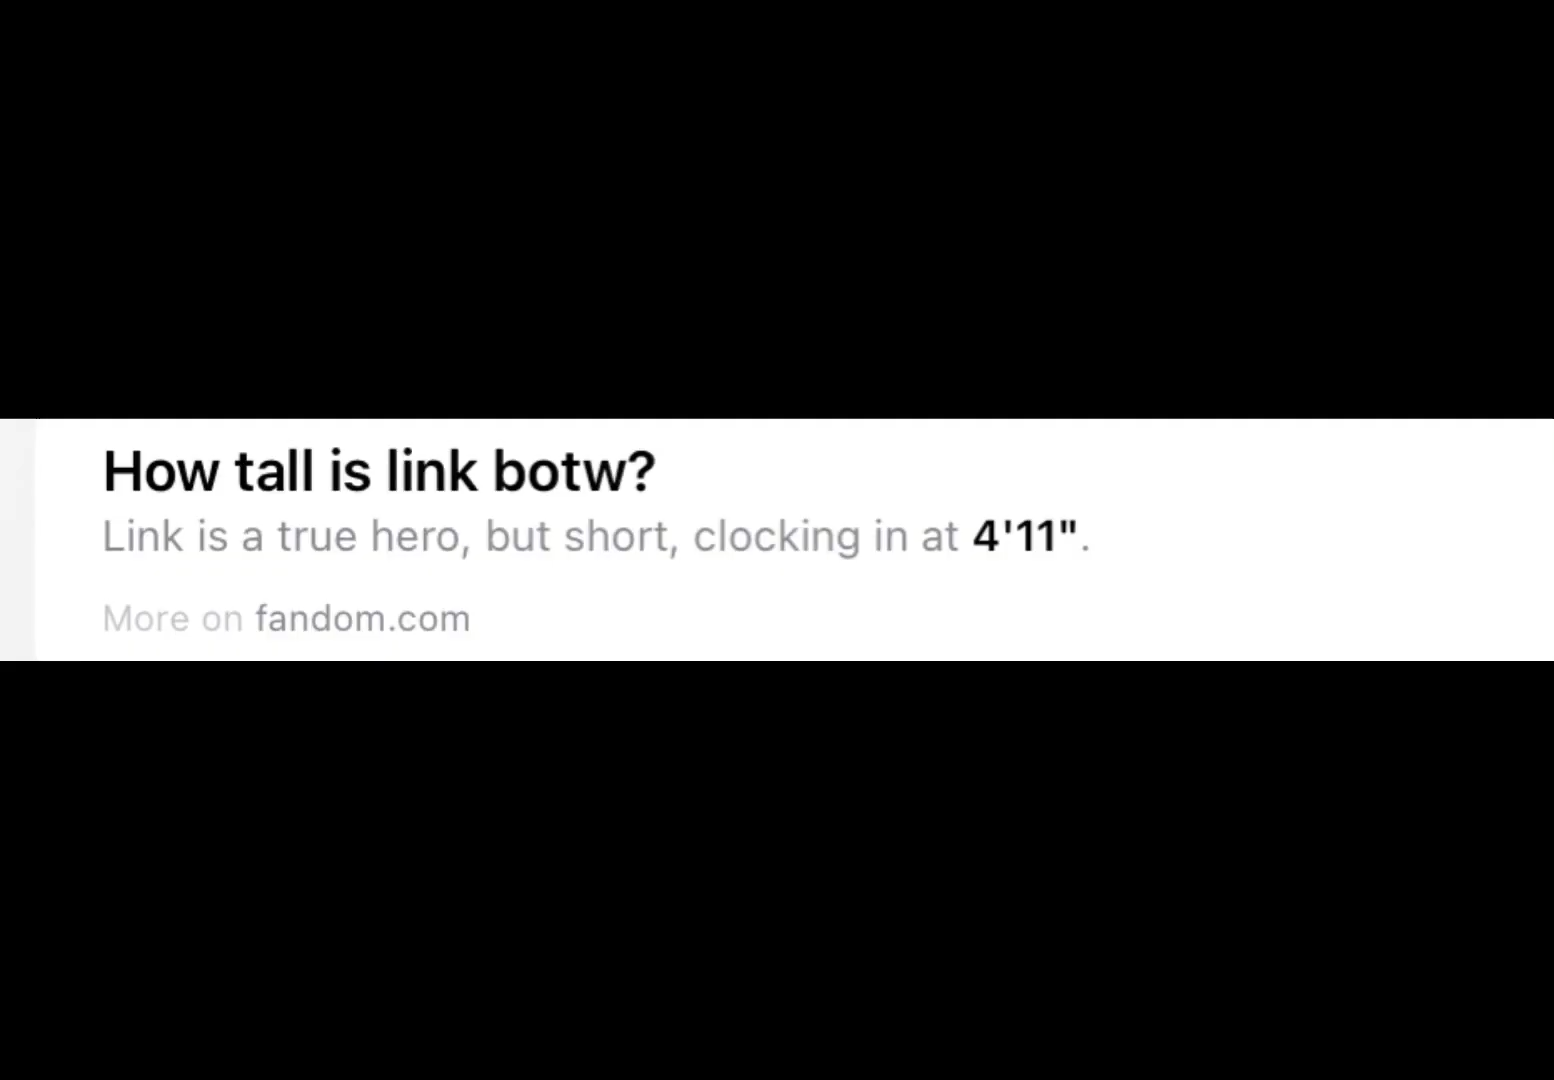 How tall is link botw?
Link is a true hero, but short, clocking in at 4'11".
More on fandom.com